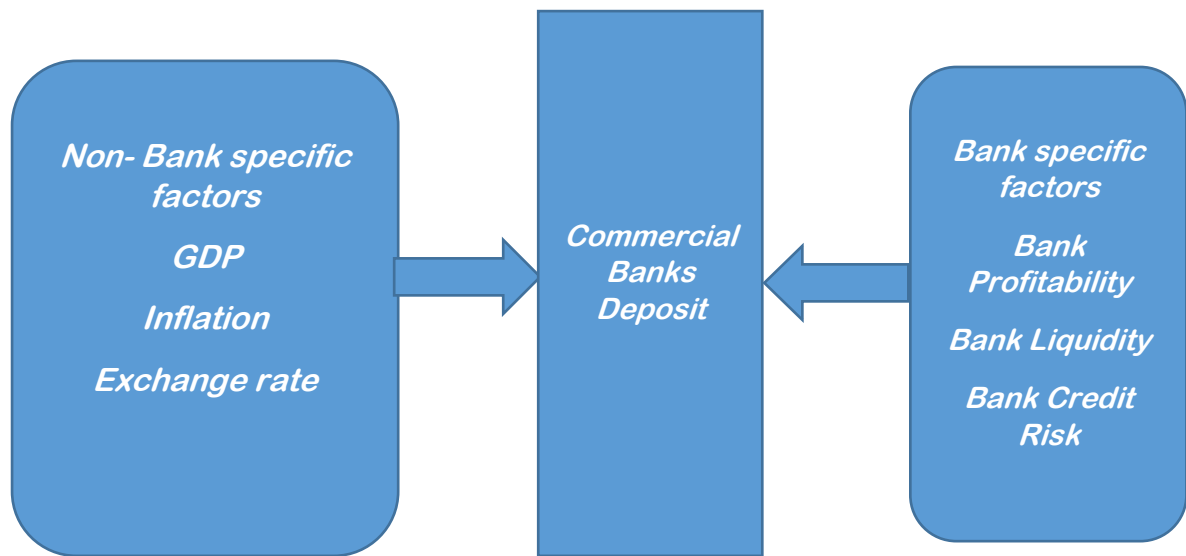 Non- Bank specific
factors
GDP
Inflation
Exchange rate
Commercial
Banks
Deposit
Bank specific
factors
Bank
Profitability
Bank Liquidity
Bank Credit
Risk